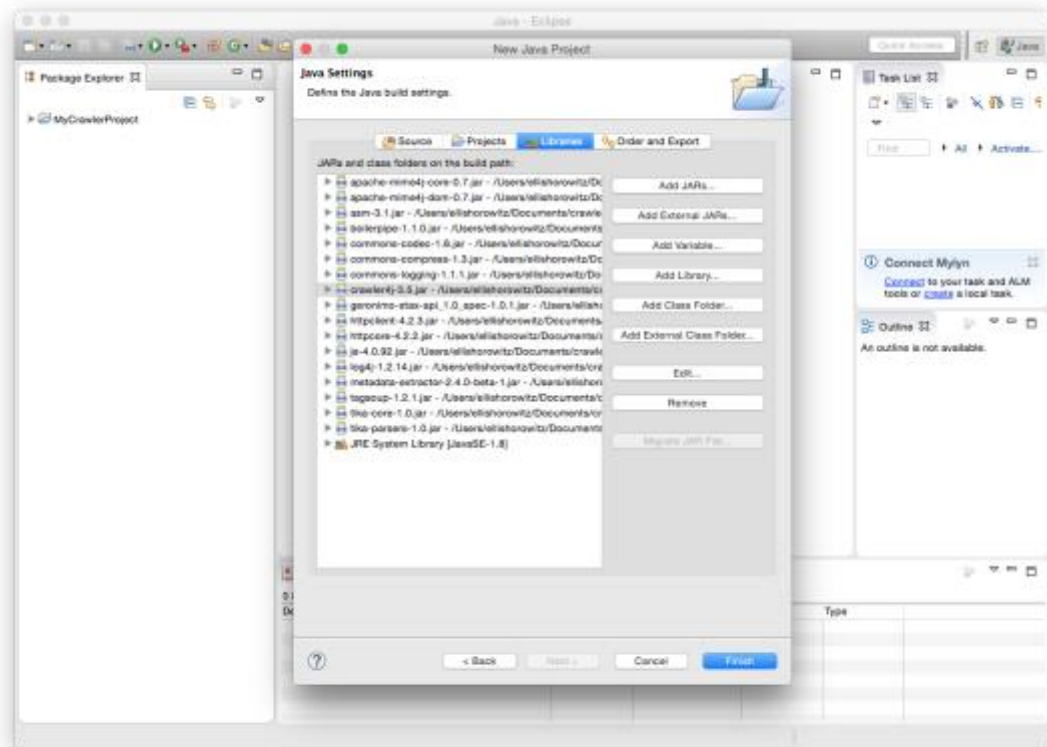 Java - Eclipse
Quick Access
Java
Package Explorer
MyCrawlerProject
New Java Project
Java Settings
Define the Java build settings.
Source
Projects
Libraries
Order and Export
JARs and class folders on the build path:
apache-mime4j-core-0.7.jar - /Users/ellishorowitz/Dc
apache-mime4j-dom-0.7.jar - /Users/ellishorowitz/Dc
asm-3.1.jar - /Users/ellishorowitz/Documents/crawle
boilerpipe-1.1.0.jar - /Users/ellishorowitz/Documen
commons-codec-1.6.jar - /Users/ellishorowitz/Docum
commons-compress-1.3.jar - /Users/ellishorowitz/Do
commons-logging-1.1.1.jar - /Users/ellishorowitz/Do
crawler4j-3.5.jar - /Users/ellishorowitz/Documents/c
geronimo-stax-api_1.0_spec-1.0.1.jar - /Users/ellisho
httpclient-4.2.3.jar - /Users/ellishorowitz/Documents
httpcore-4.2.2.jar - /Users/ellishorowitz/Documents/
je-4.0.92.jar - /Users/ellishorowitz/Documents/crawle
log4j-1.2.14.jar - /Users/ellishorowitz/Documents/cra
metadata-extractor-2.4.0-beta-1.jar - /Users/ellishor
tagsoup-1.2.1.jar - /Users/ellishorowitz/Documents/c
tika-core-1.0.jar - /Users/ellishorowitz/Documents/cr
tika-parsers-1.0.jar - /Users/ellishorowitz/Documents
JRE System Library [JavaSE-1.8]
Add JARs...
Add External JARs...
Add Variable...
Add Library...
Add Class Folder...
Add External Class Folder...
Edit...
Remove
Migrate JAR File...
< Back
Next >
Cancel
Finish
Task List
Find
All
Activate...
Connect Mylyn
Connect to your task and ALM
tools or create a local task.
Outline
An outline is not available.
Type